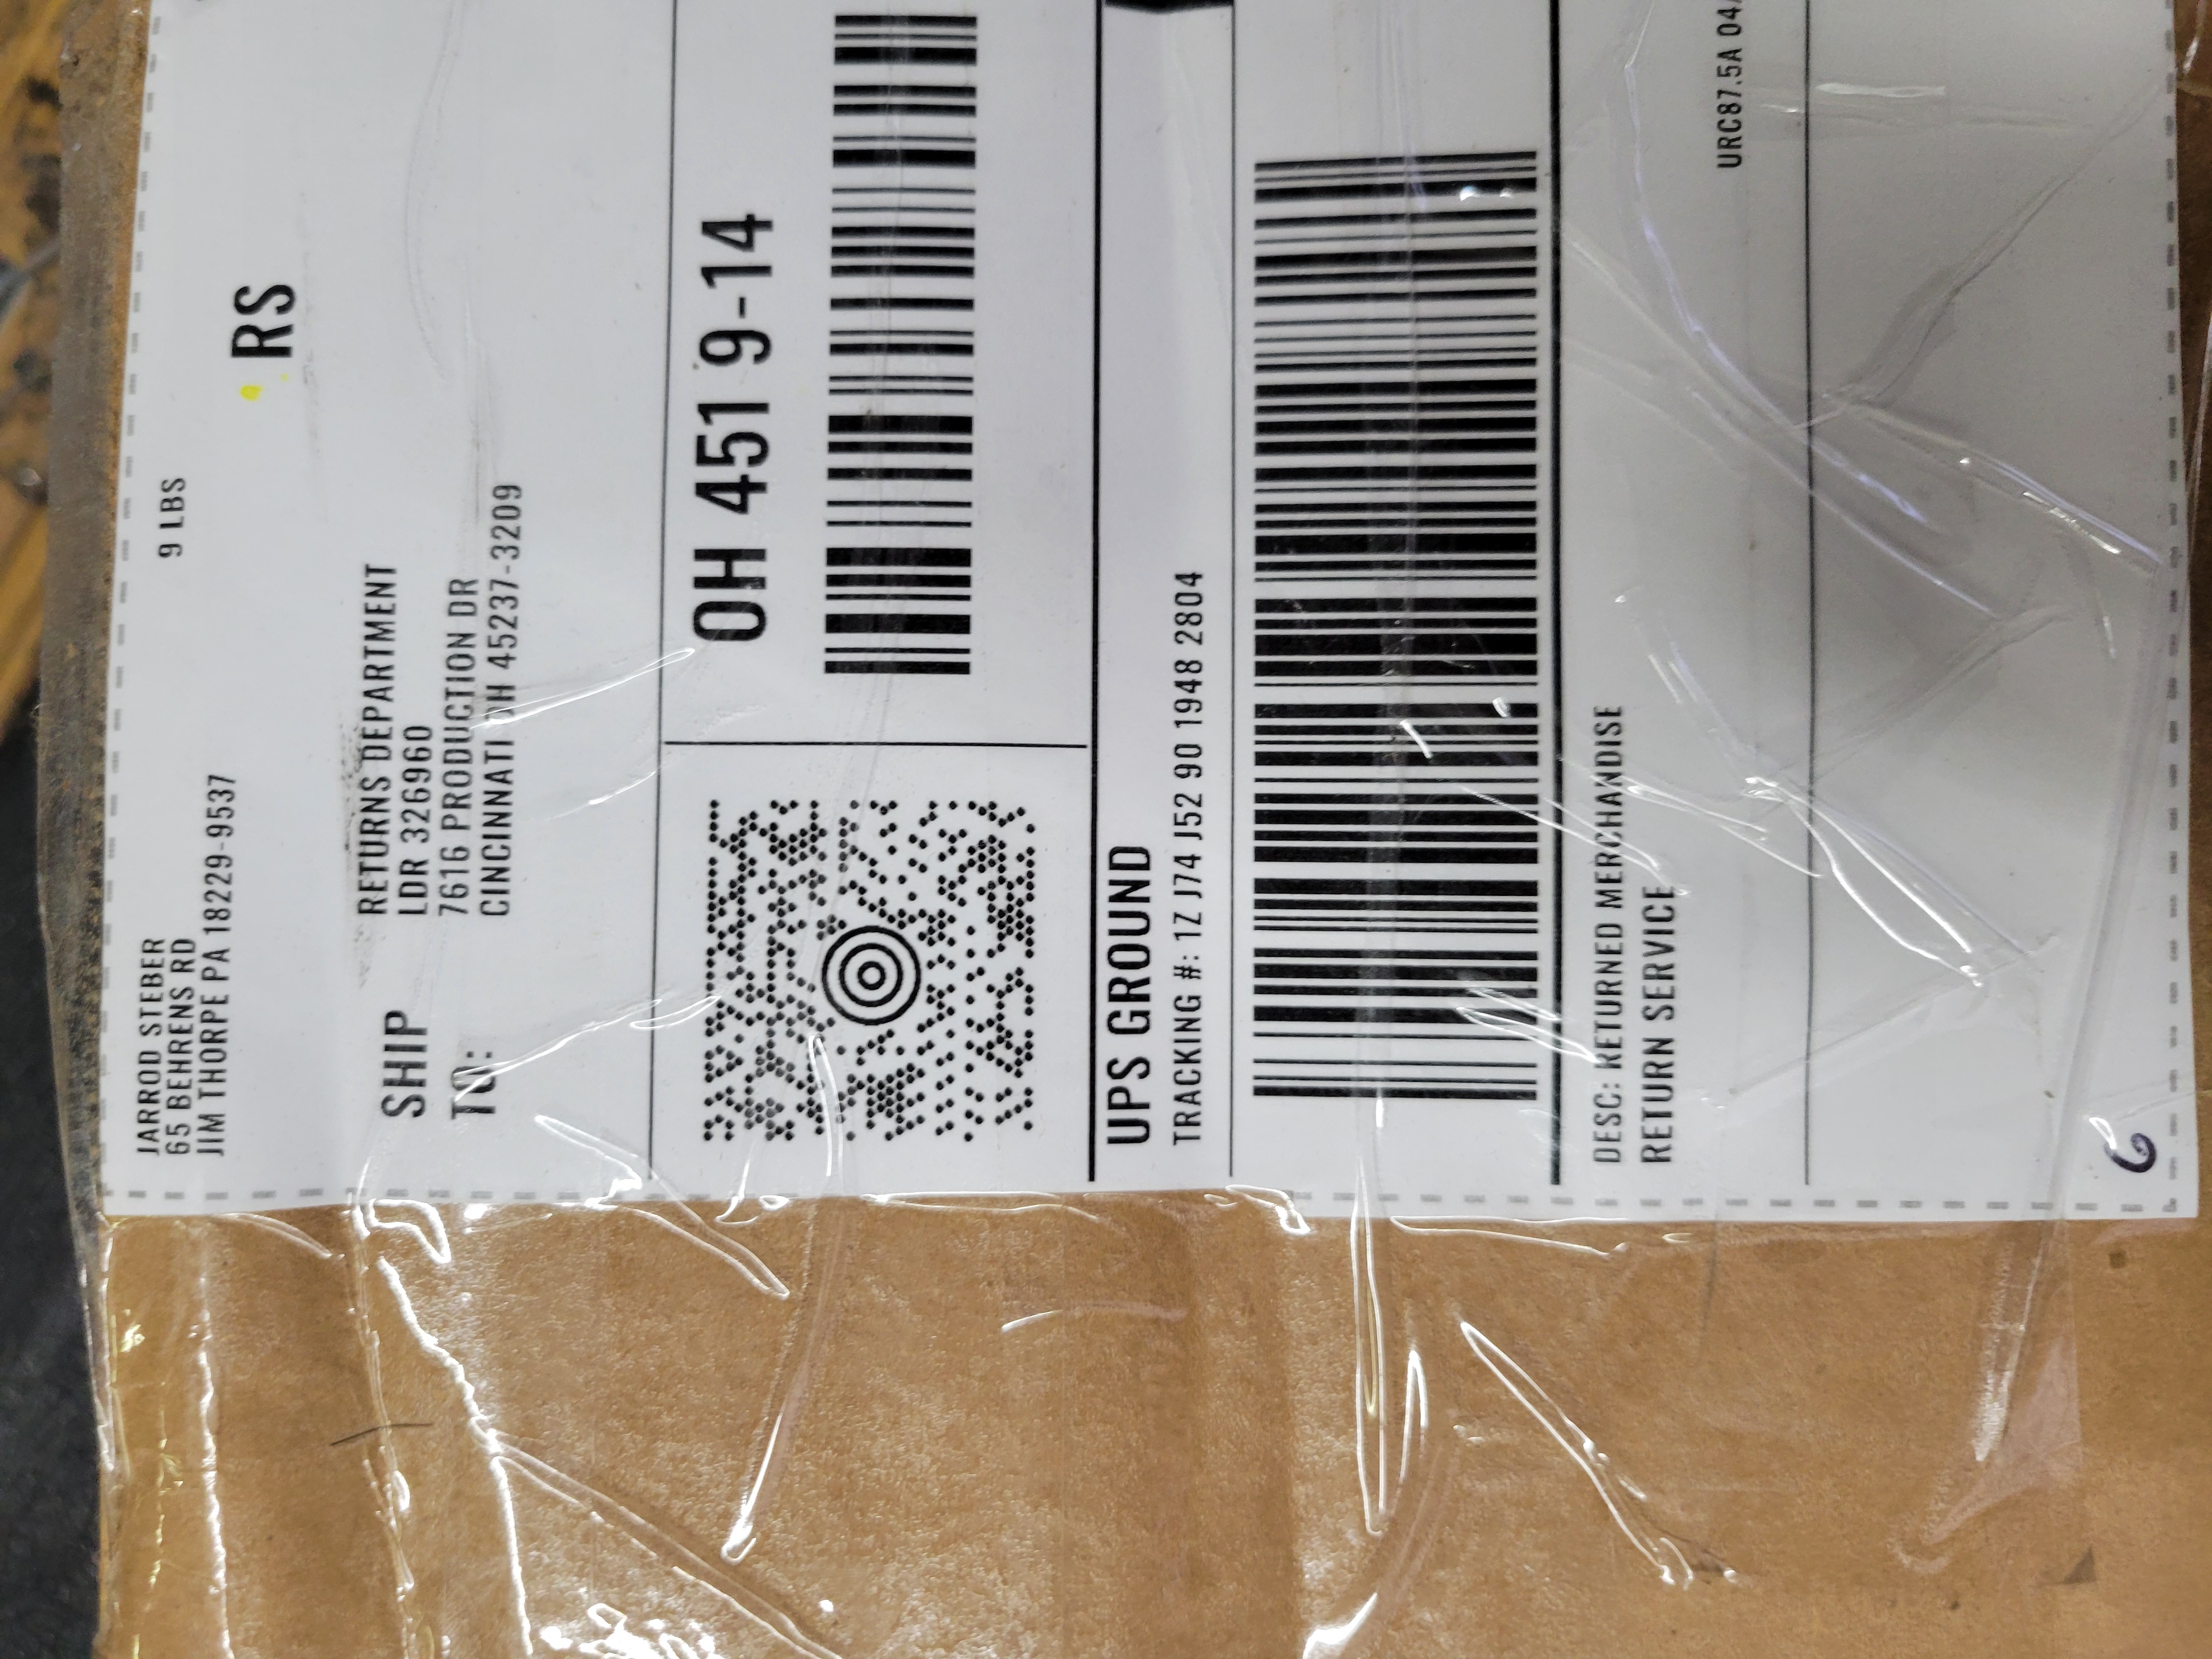 JARROD STEBER
65 BEHRENS RD
JIM THORPE PA 18229-9537
9 LBS
RS
SHIP
TO:
RETURNS DEPARTMENT
LDR 326960
7616 PRODUCTION DR
CINCINNATI OH 45237-3209
OH 451 9-14
UPS GROUND
TRACKING #: 1Z J74 J52 90 1948 2804
DESC: RETURNED MERCHANDISE
RETURN SERVICE
URC87.5A 04/
6